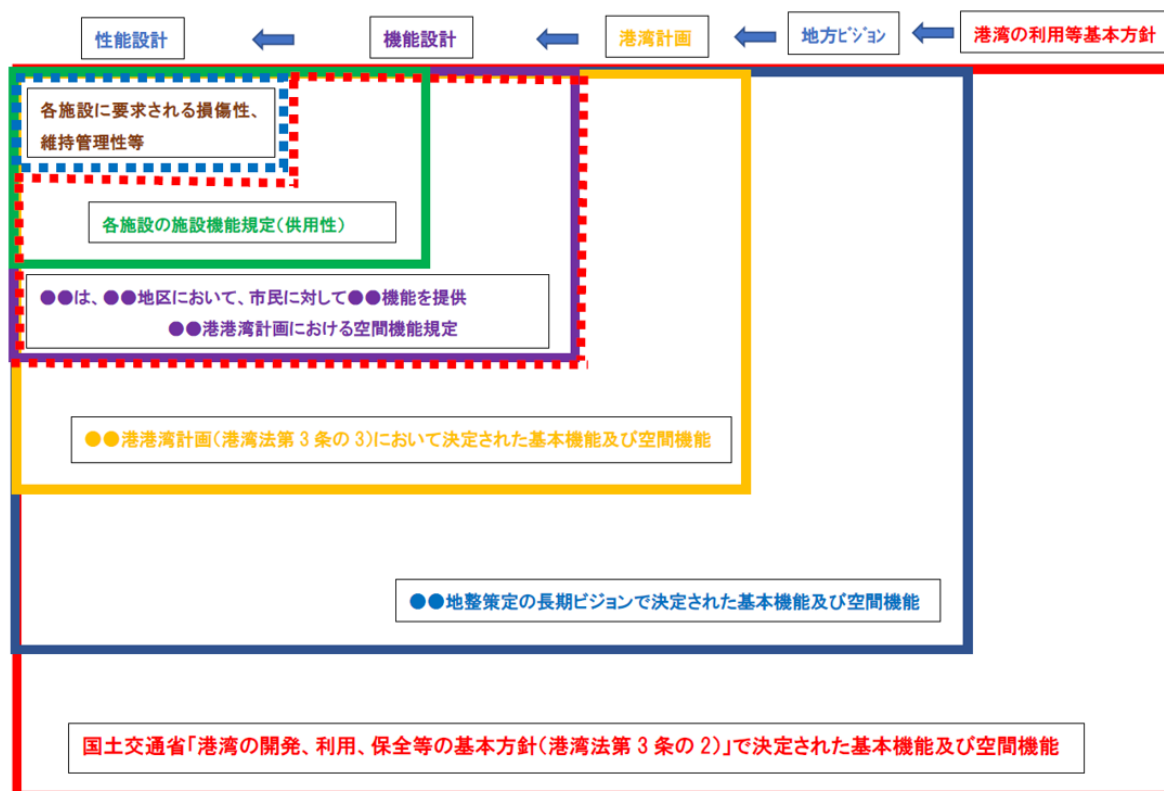 性能設計
機能設計
港湾計画
地方ﾋﾞｼﾞｮﾝ
港湾の利用等基本方針
各施設に要求される損傷性、
維持管理性等
各施設の施設機能規定(供用性)
●●は、●●地区において、市民に対して●●機能を提供
●●港港湾計画における空間機能規定
●●港港湾計画(港湾法第3条の3)において決定された基本機能及び空間機能
●●地整策定の長期ビジョンで決定された基本機能及び空間機能
国土交通省「港湾の開発、利用、保全等の基本方針(港湾法第3条の2)」で決定された基本機能及び空間機能